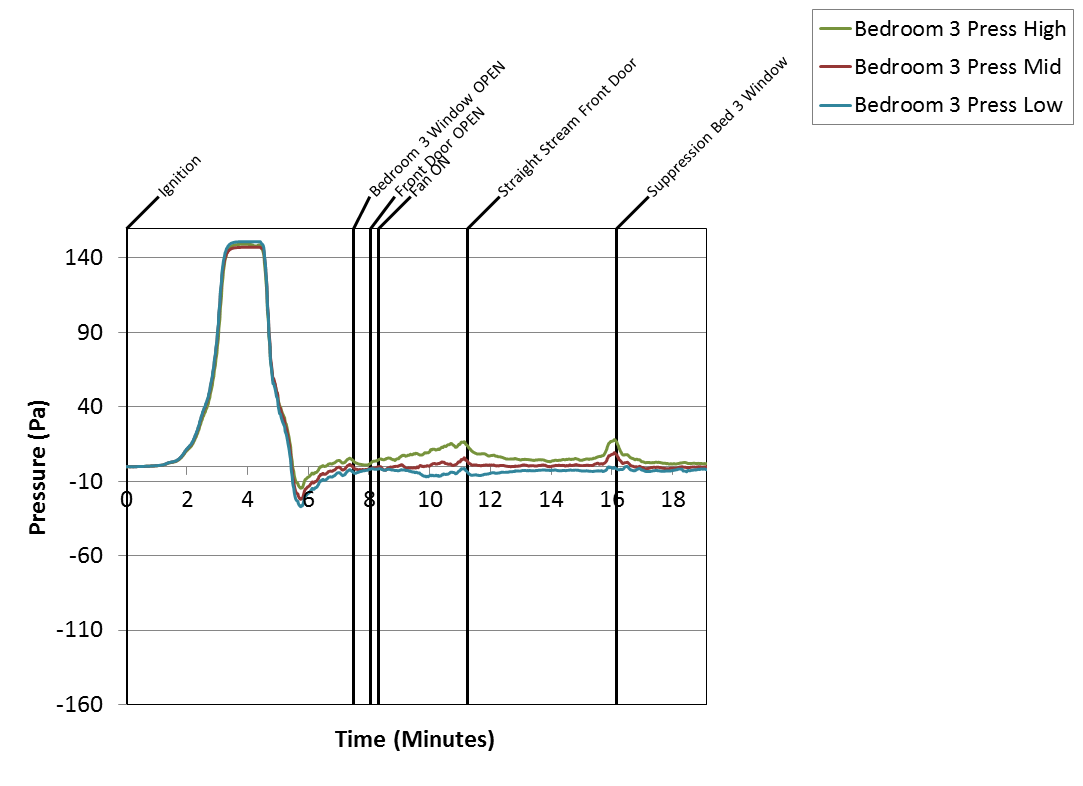 Bedroom 3 Press High
Bedroom 3 Press Mid
Bedroom 3 Press Low
Ignition
Bedroom 3 Window OPEN
Front Door OPEN
Fan ON
Straight Stream Front Door
Suppression Bed 3 Window
Pressure (Pa)
140
90
40
-10
-60
-110
-160
0 2 4 6 8 10 12 14 16 18
Time (Minutes)